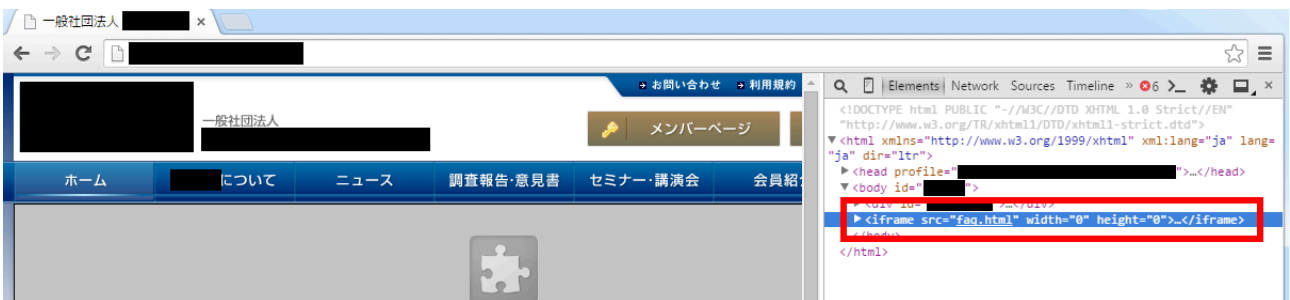 一般社団法人
お問い合わせ 利用規約
Elements Network Sources Timeline » 6
一般社団法人
メンバーページ
ホーム について ニュース 調査報告・意見書 セミナー・講演会 会員紹
<!DOCTYPE html PUBLIC "-//W3C//DTD XHTML 1.0 Strict//EN"
"http://www.w3.org/TR/xhtml1/DTD/xhtml1-strict.dtd">
<html xmlns="http://www.w3.org/1999/xhtml" xml:lang="ja" lang=
"ja" dir="ltr">
<head profile=" ">…</head>
<body id=" ">
<div id=" ">…</div>
<iframe src="faq.html" width="0" height="0">…</iframe>
</body>
</html>